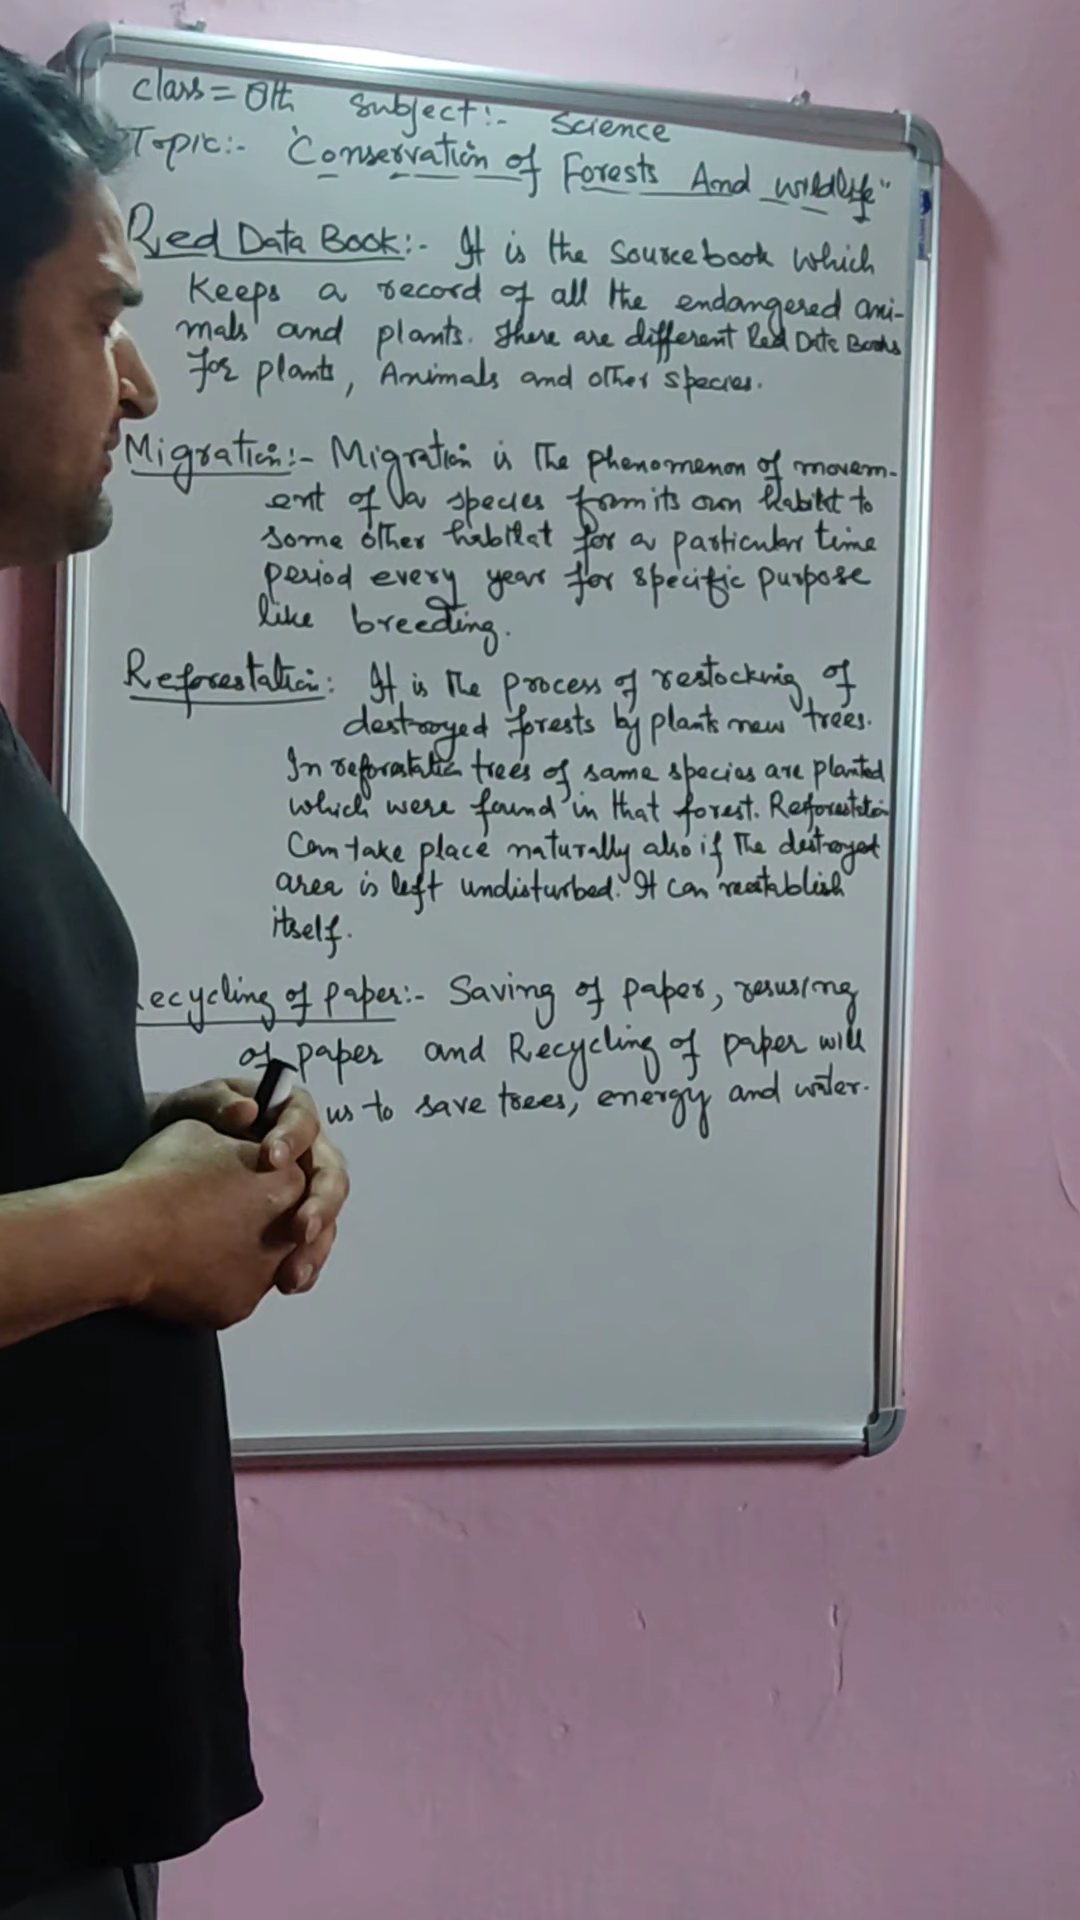 class = 8th Subject:- Science
Topic:- "Conservation of Forests And wildlife"
Red Data Book:- It is the Source book which
Keeps a record of all the endangered ani-
mals and plants. There are different Red Data Books
for plants, Animals and other species.
Migration:- Migration is The phenomenon of movem-
ent of a species from its own habitat to
some other habitat for a particular time
period every year for specific purpose
like breeding.
Reforestation: It is The process of restocking of
destroyed forests by plants new trees.
In reforestation trees of same species are planted
which were found in that forest. Reforestation
Can take place naturally also if The destroyed
area is left undisturbed. It can reestablish
itself.
ecycling of paper:- Saving of paper, resusing
of paper and Recycling of paper will
us to save trees, energy and water.